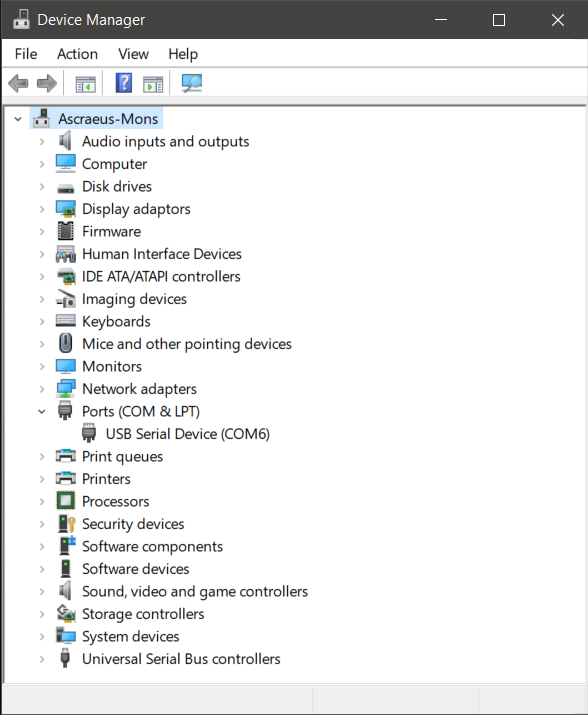 Device Manager
File Action View Help
Ascraeus-Mons
Audio inputs and outputs
Computer
Disk drives
Display adaptors
Firmware
Human Interface Devices
IDE ATA/ATAPI controllers
Imaging devices
Keyboards
Mice and other pointing devices
Monitors
Network adapters
Ports (COM & LPT)
USB Serial Device (COM6)
Print queues
Printers
Processors
Security devices
Software components
Software devices
Sound, video and game controllers
Storage controllers
System devices
Universal Serial Bus controllers